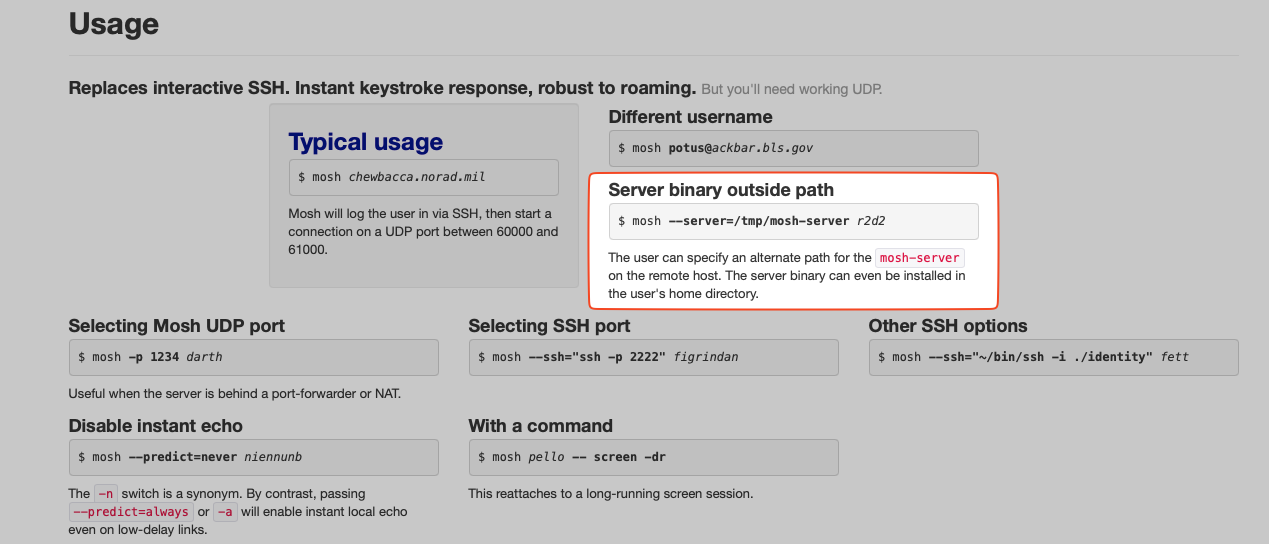 Usage
Replaces interactive SSH. Instant keystroke response, robust to roaming. But you'll need working UDP.
Typical usage
$ mosh chewbacca.norad.mil
Mosh will log the user in via SSH, then start a
connection on a UDP port between 60000 and
61000.
Different username
$ mosh potus@ackbar.bls.gov
Server binary outside path
$ mosh --server=/tmp/mosh-server r2d2
The user can specify an alternate path for the mosh-server
on the remote host. The server binary can even be installed in
the user's home directory.
Selecting Mosh UDP port
$ mosh -p 1234 darth
Useful when the server is behind a port-forwarder or NAT.
Selecting SSH port
$ mosh --ssh="ssh -p 2222" figrindan
Other SSH options
$ mosh --ssh="~/bin/ssh -i ./identity" fett
Disable instant echo
$ mosh --predict=never niennunb
The -n switch is a synonym. By contrast, passing
--predict=always or -a will enable instant local echo
even on low-delay links.
With a command
$ mosh pello -- screen -dr
This reattaches to a long-running screen session.